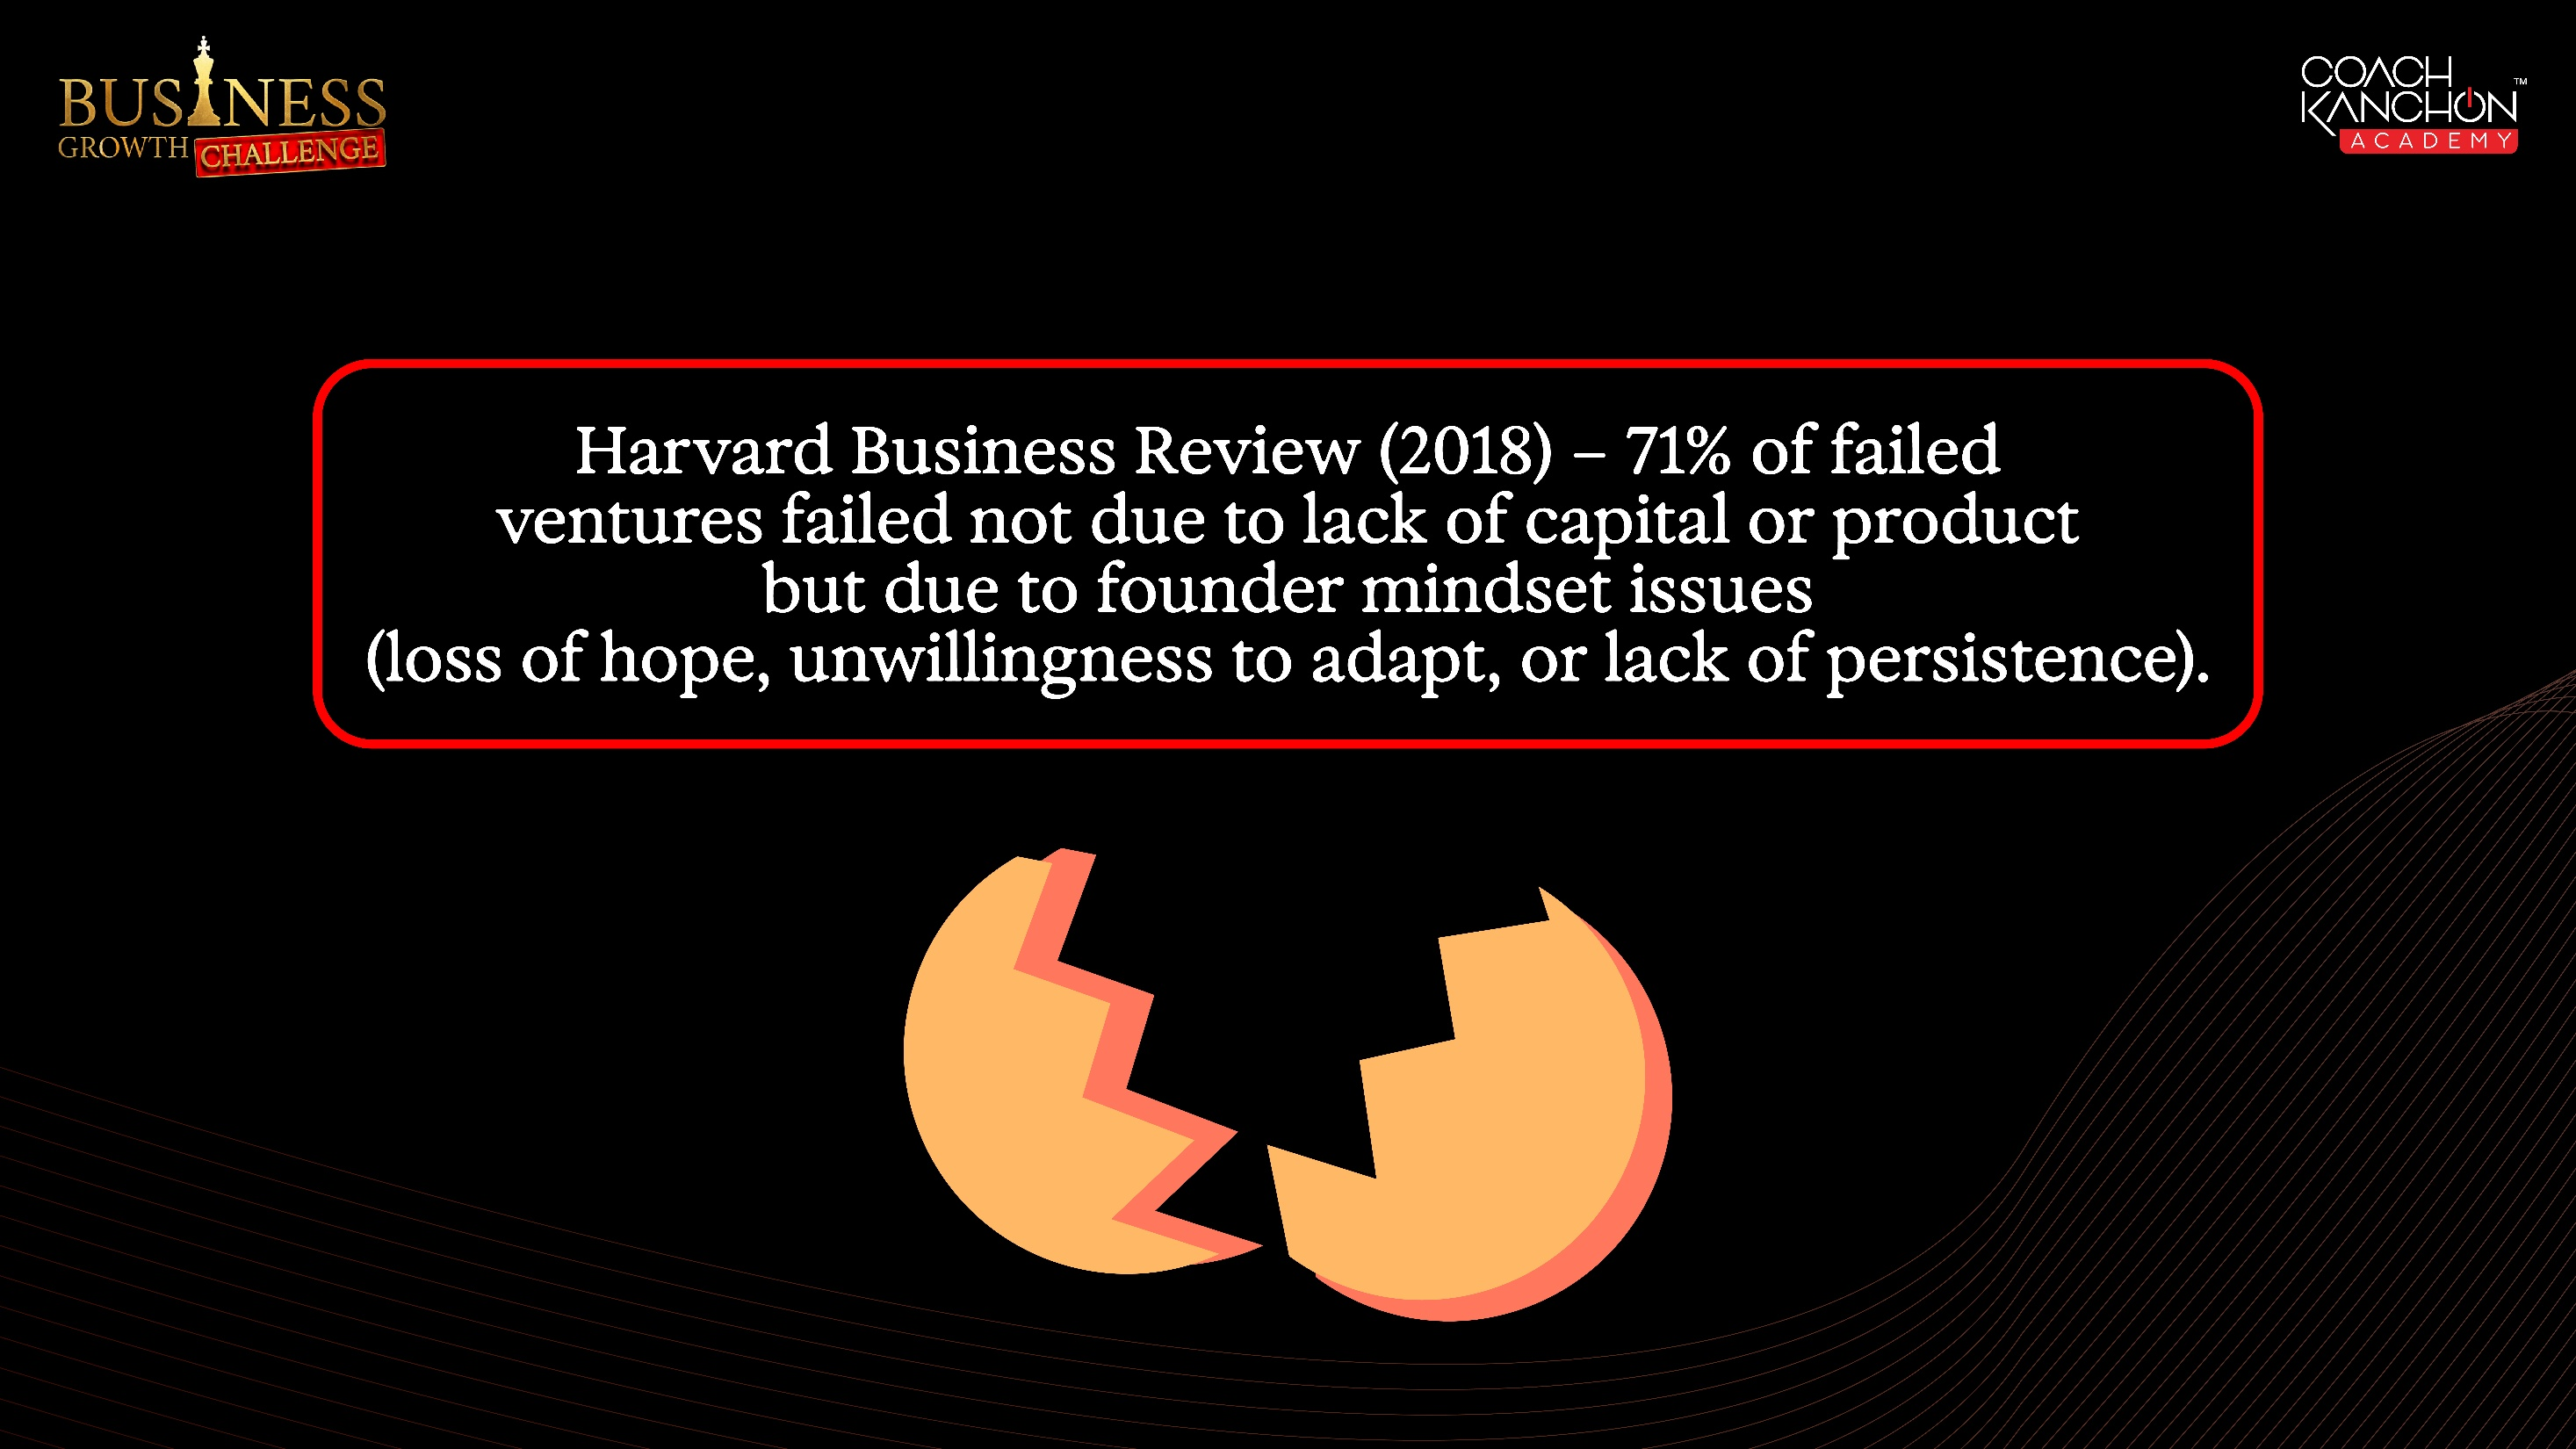 BUSINESS
GROWTH CHALLENGE
COACH
KANCHON™
ACADEMY
Harvard Business Review (2018) – 71% of failed
ventures failed not due to lack of capital or product
but due to founder mindset issues
(loss of hope, unwillingness to adapt, or lack of persistence).